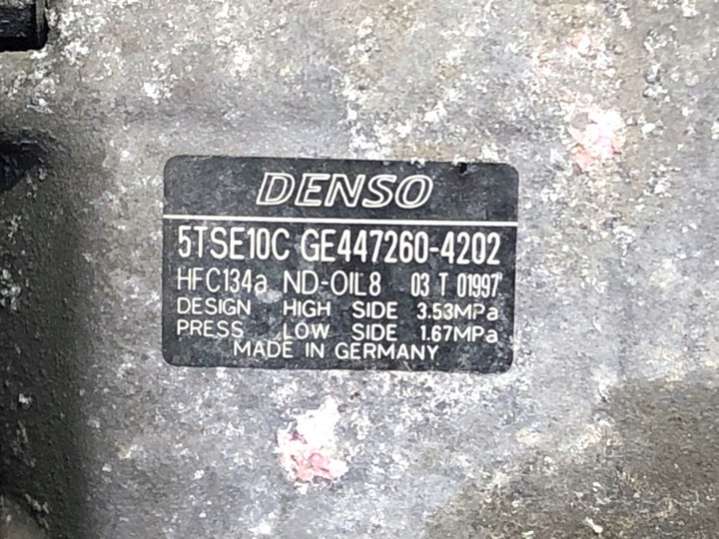 DENSO
5TSE10C GE447260-4202
HFC134a ND-OIL8 03 T 01997
DESIGN HIGH SIDE 3.53MPa
PRESS LOW SIDE 1.67MPa
MADE IN GERMANY